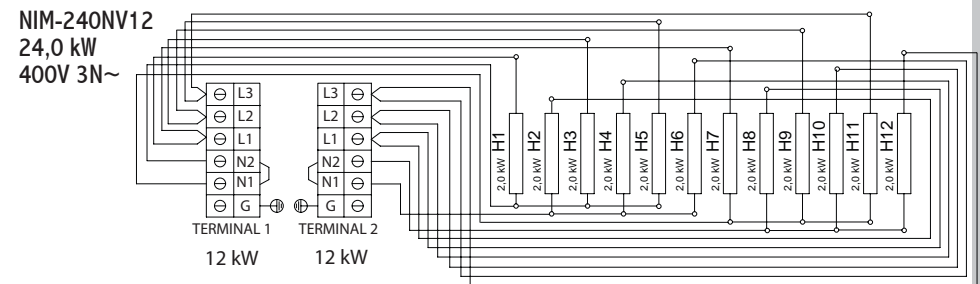 NIM-240NV12
24,0 kW
400V 3N~
L3
L2
L1
N2
N1
G
TERMINAL 1
12 kW
L3
L2
L1
N2
N1
G
TERMINAL 2
12 kW
H1
2,0 kW
H2
2,0 kW
H3
2,0 kW
H4
2,0 kW
H5
2,0 kW
H6
2,0 kW
H7
2,0 kW
H8
2,0 kW
H9
2,0 kW
H10
2,0 kW
H11
2,0 kW
H12
2,0 kW